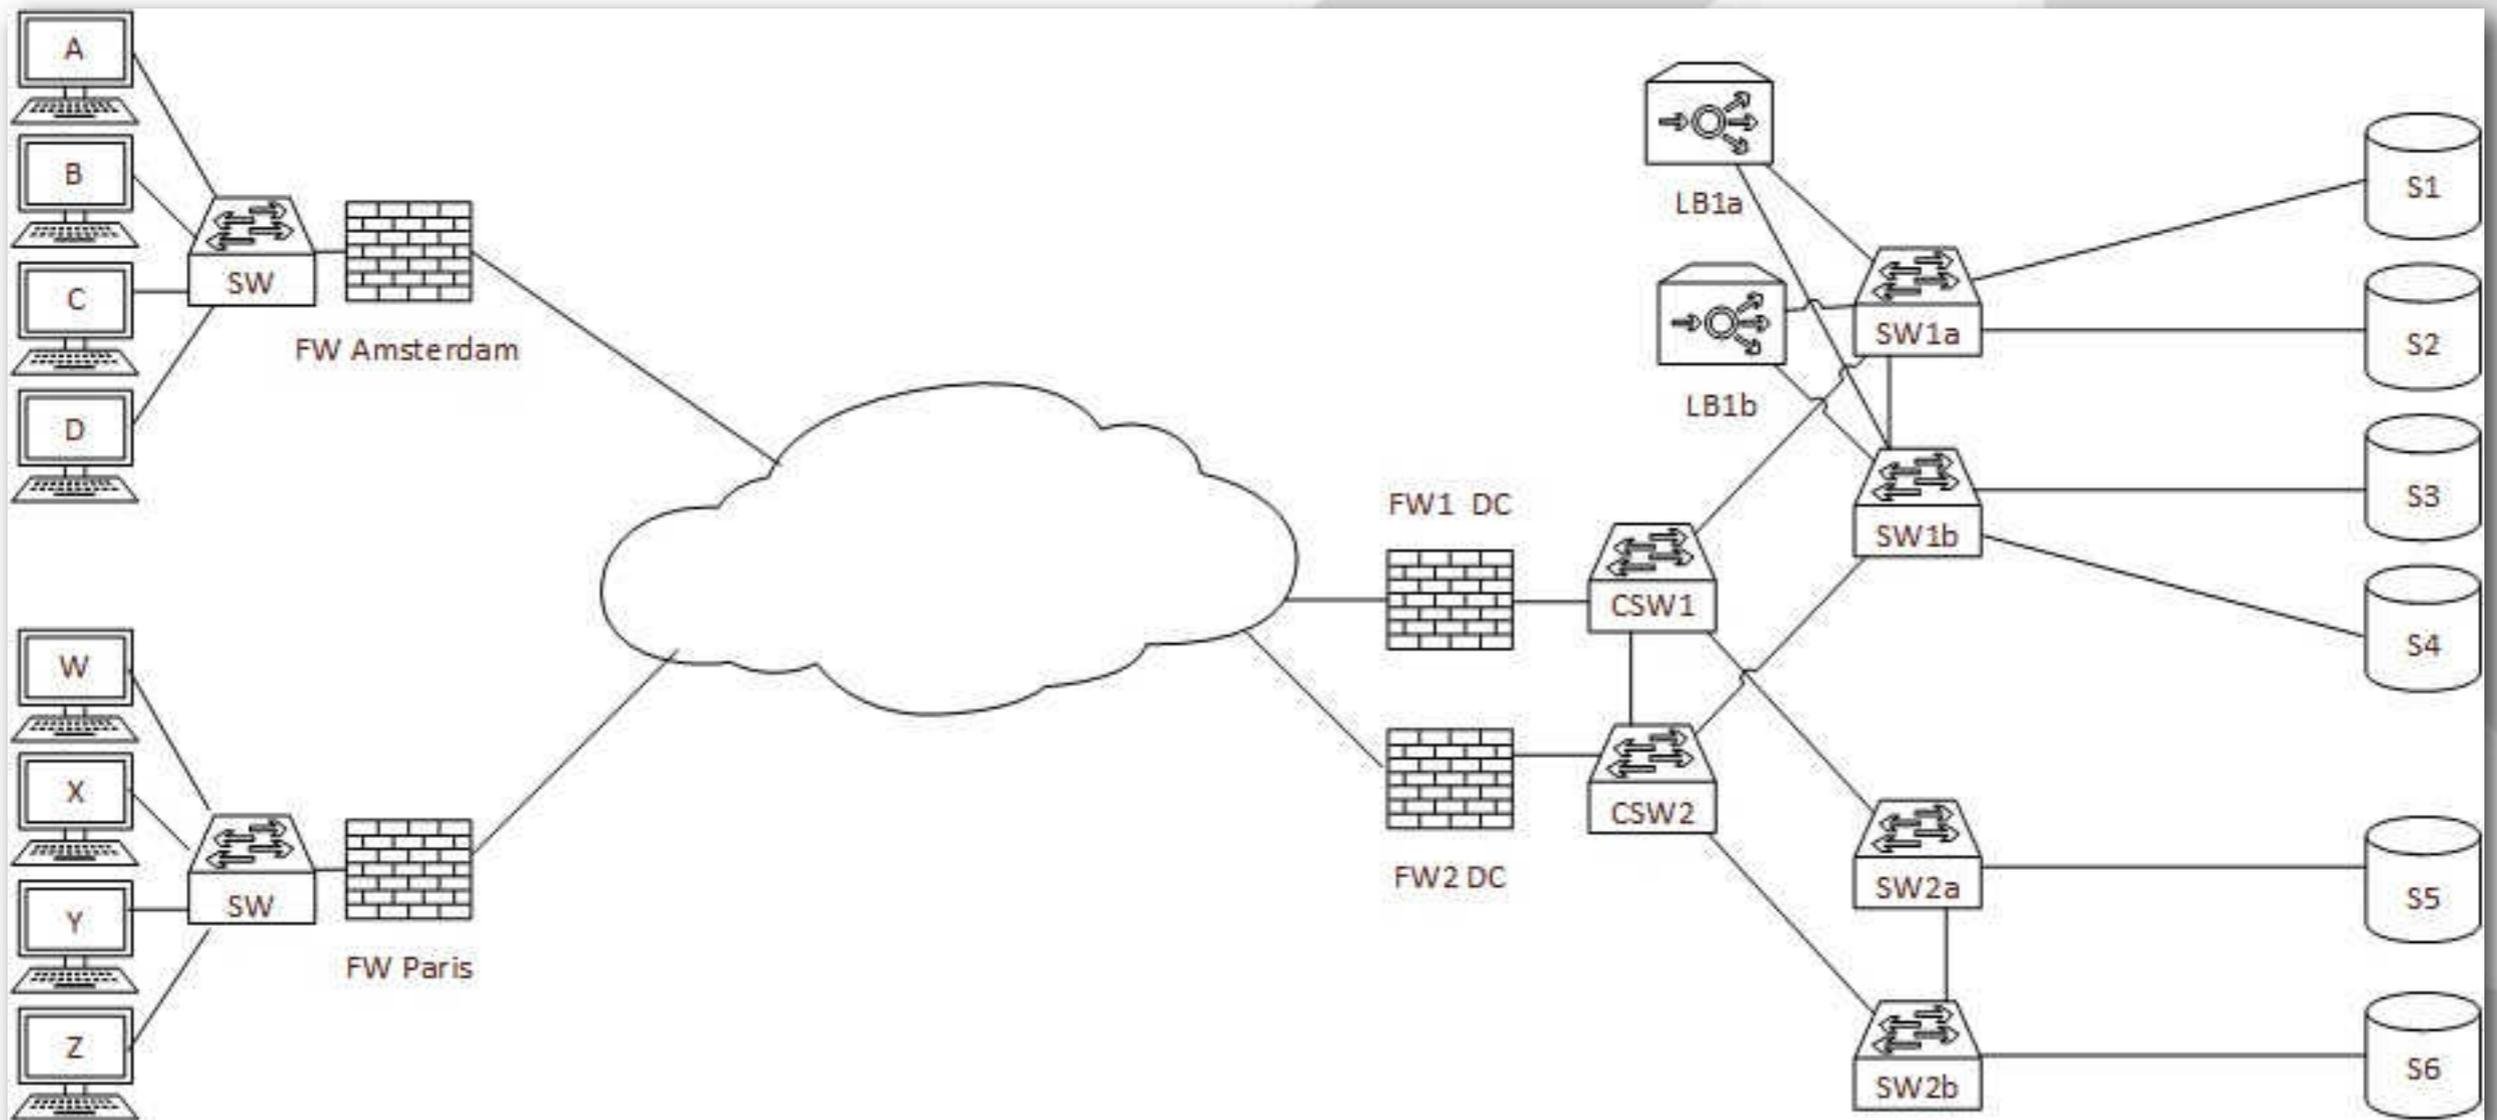 A
B
C
D
SW
FW Amsterdam
W
X
Y
Z
SW
FW Paris
FW1 DC
CSW1
CSW2
FW2 DC
LB1a
LB1b
SW1a
SW1b
SW2a
SW2b
S1
S2
S3
S4
S5
S6